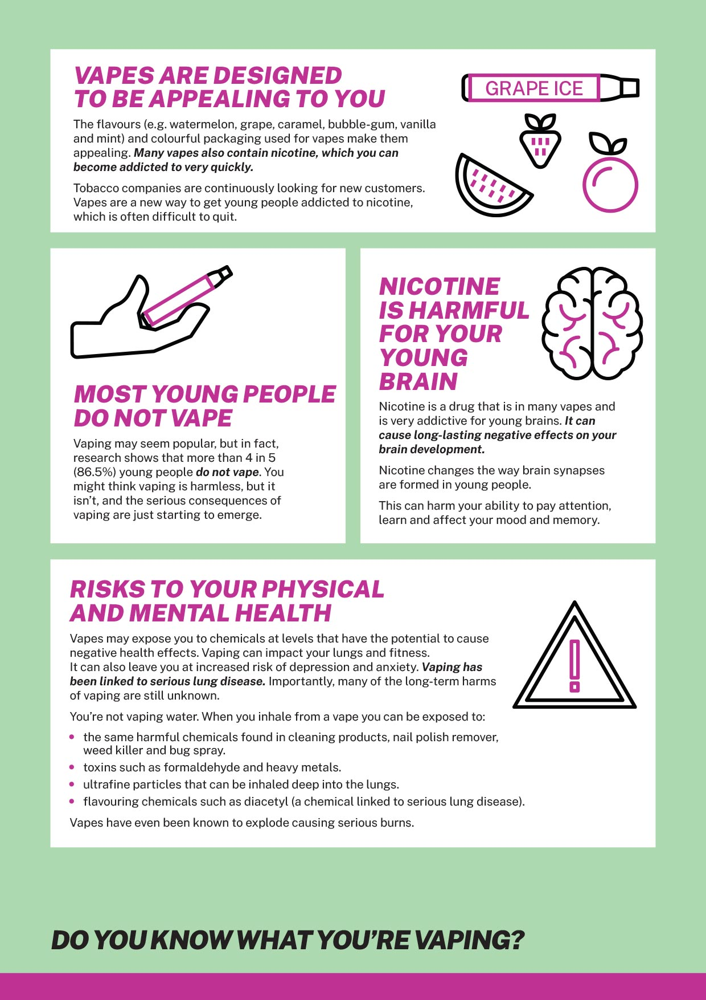 VAPES ARE DESIGNED
TO BE APPEALING TO YOU
The flavours (e.g. watermelon, grape, caramel, bubble-gum, vanilla
and mint) and colourful packaging used for vapes make them
appealing. Many vapes also contain nicotine, which you can
become addicted to very quickly.
Tobacco companies are continuously looking for new customers.
Vapes are a new way to get young people addicted to nicotine,
which is often difficult to quit.
GRAPE ICE
MOST YOUNG PEOPLE
DO NOT VAPE
Vaping may seem popular, but in fact,
research shows that more than 4 in 5
(86.5%) young people do not vape. You
might think vaping is harmless, but it
isn’t, and the serious consequences of
vaping are just starting to emerge.
NICOTINE
IS HARMFUL
FOR YOUR
YOUNG
BRAIN
Nicotine is a drug that is in many vapes and
is very addictive for young brains. It can
cause long-lasting negative effects on your
brain development.
Nicotine changes the way brain synapses
are formed in young people.
This can harm your ability to pay attention,
learn and affect your mood and memory.
RISKS TO YOUR PHYSICAL
AND MENTAL HEALTH
Vapes may expose you to chemicals at levels that have the potential to cause
negative health effects. Vaping can impact your lungs and fitness.
It can also leave you at increased risk of depression and anxiety. Vaping has
been linked to serious lung disease. Importantly, many of the long-term harms
of vaping are still unknown.
You’re not vaping water. When you inhale from a vape you can be exposed to:
• the same harmful chemicals found in cleaning products, nail polish remover,
weed killer and bug spray.
• toxins such as formaldehyde and heavy metals.
• ultrafine particles that can be inhaled deep into the lungs.
• flavouring chemicals such as diacetyl (a chemical linked to serious lung disease).
Vapes have even been known to explode causing serious burns.
DO YOU KNOW WHAT YOU’RE VAPING?